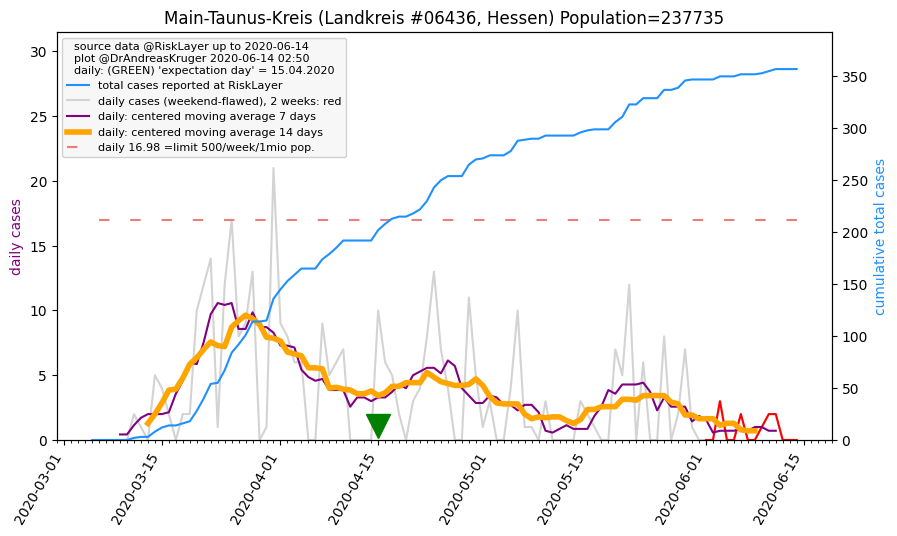 Main-Taunus-Kreis (Landkreis #06436, Hessen) Population=237735
source data @RiskLayer up to 2020-06-14
plot @DrAndreasKruger 2020-06-14 02:50
daily: (GREEN) 'expectation day' = 15.04.2020
total cases reported at RiskLayer
daily cases (weekend-flawed), 2 weeks: red
daily: centered moving average 7 days
daily: centered moving average 14 days
daily 16.98 =limit 500/week/1mio pop.
daily cases
30
25
20
15
10
5
0
cumulative total cases
350
300
250
200
150
100
50
0
2020-03-01
2020-03-15
2020-04-01
2020-04-15
2020-05-01
2020-05-15
2020-06-01
2020-06-15